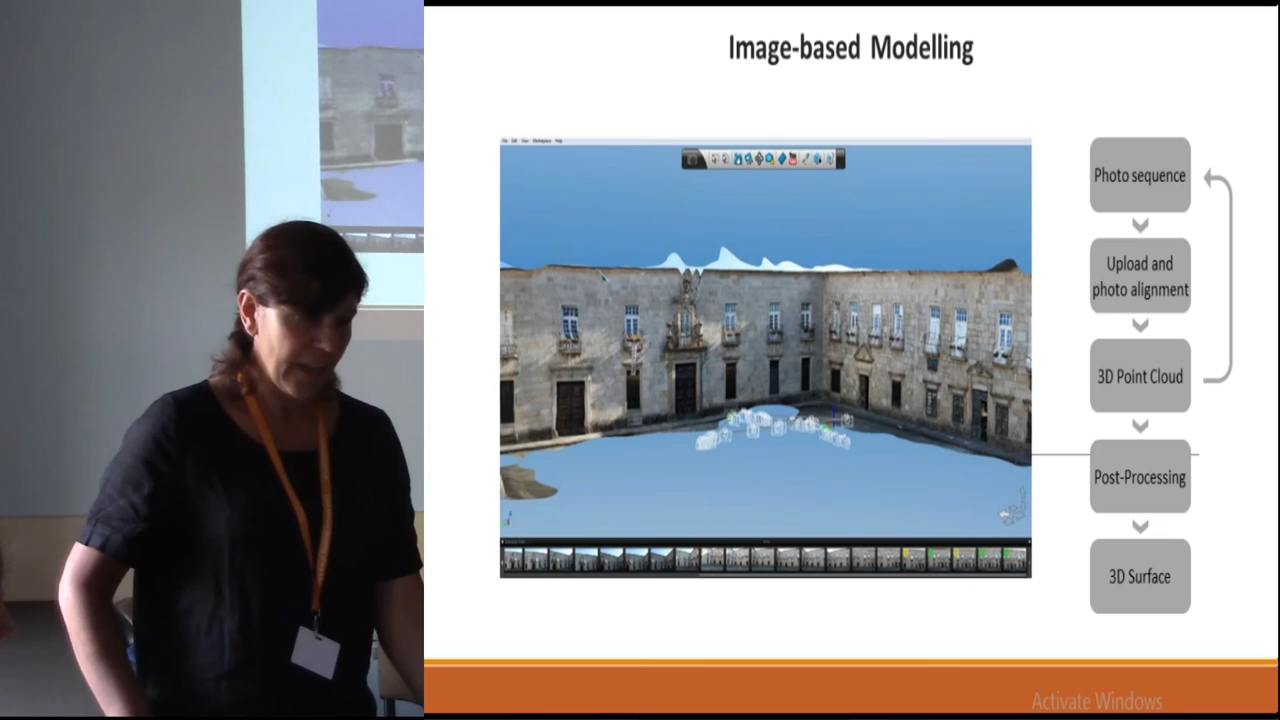 Image-based Modelling
Photo sequence
Upload and
photo alignment
3D Point Cloud
Post-Processing
3D Surface
Activate Windows